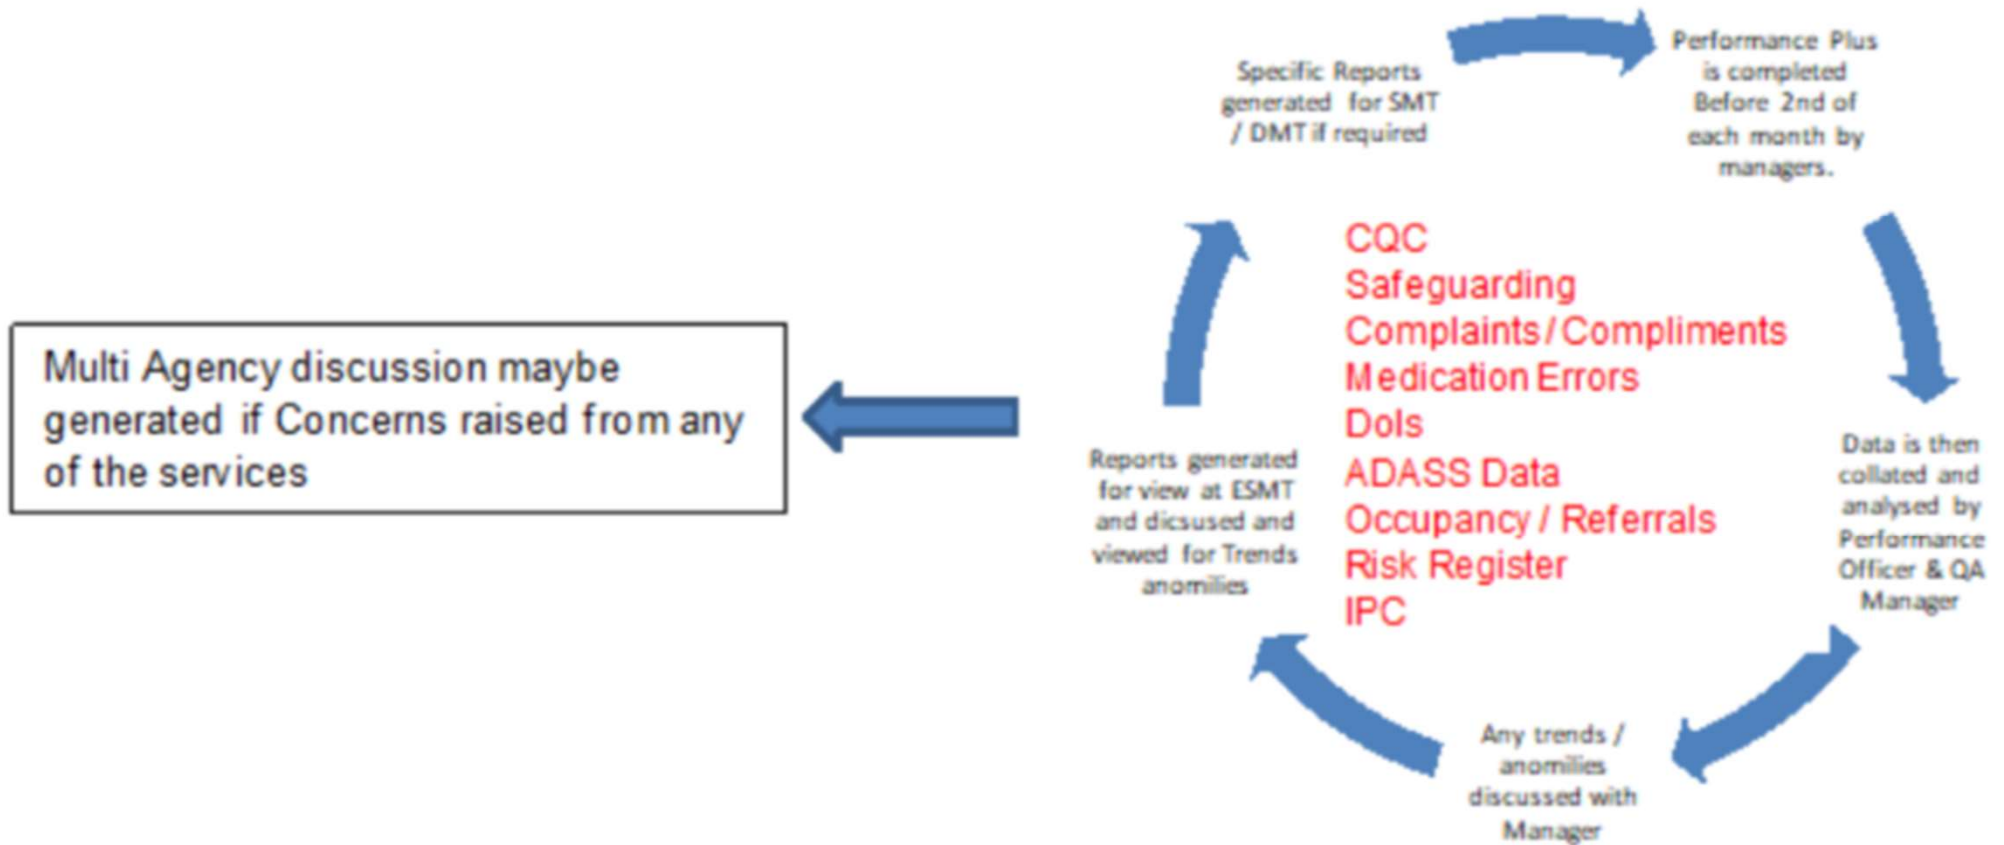 Multi Agency discussion maybe
generated if Concerns raised from any
of the services
Specific Reports
generated for SMT
/ DMT if required
Performance Plus
is completed
Before 2nd of
each month by
managers.
CQC
Safeguarding
Complaints / Compliments
Medication Errors
Dols
ADASS Data
Occupancy / Referrals
Risk Register
IPC
Data is then
collated and
analysed by
Performance
Officer & QA
Manager
Any trends /
anomilies
discussed with
Manager
Reports generated
for view at ESMT
and dicsused and
viewed for Trends
anomilies